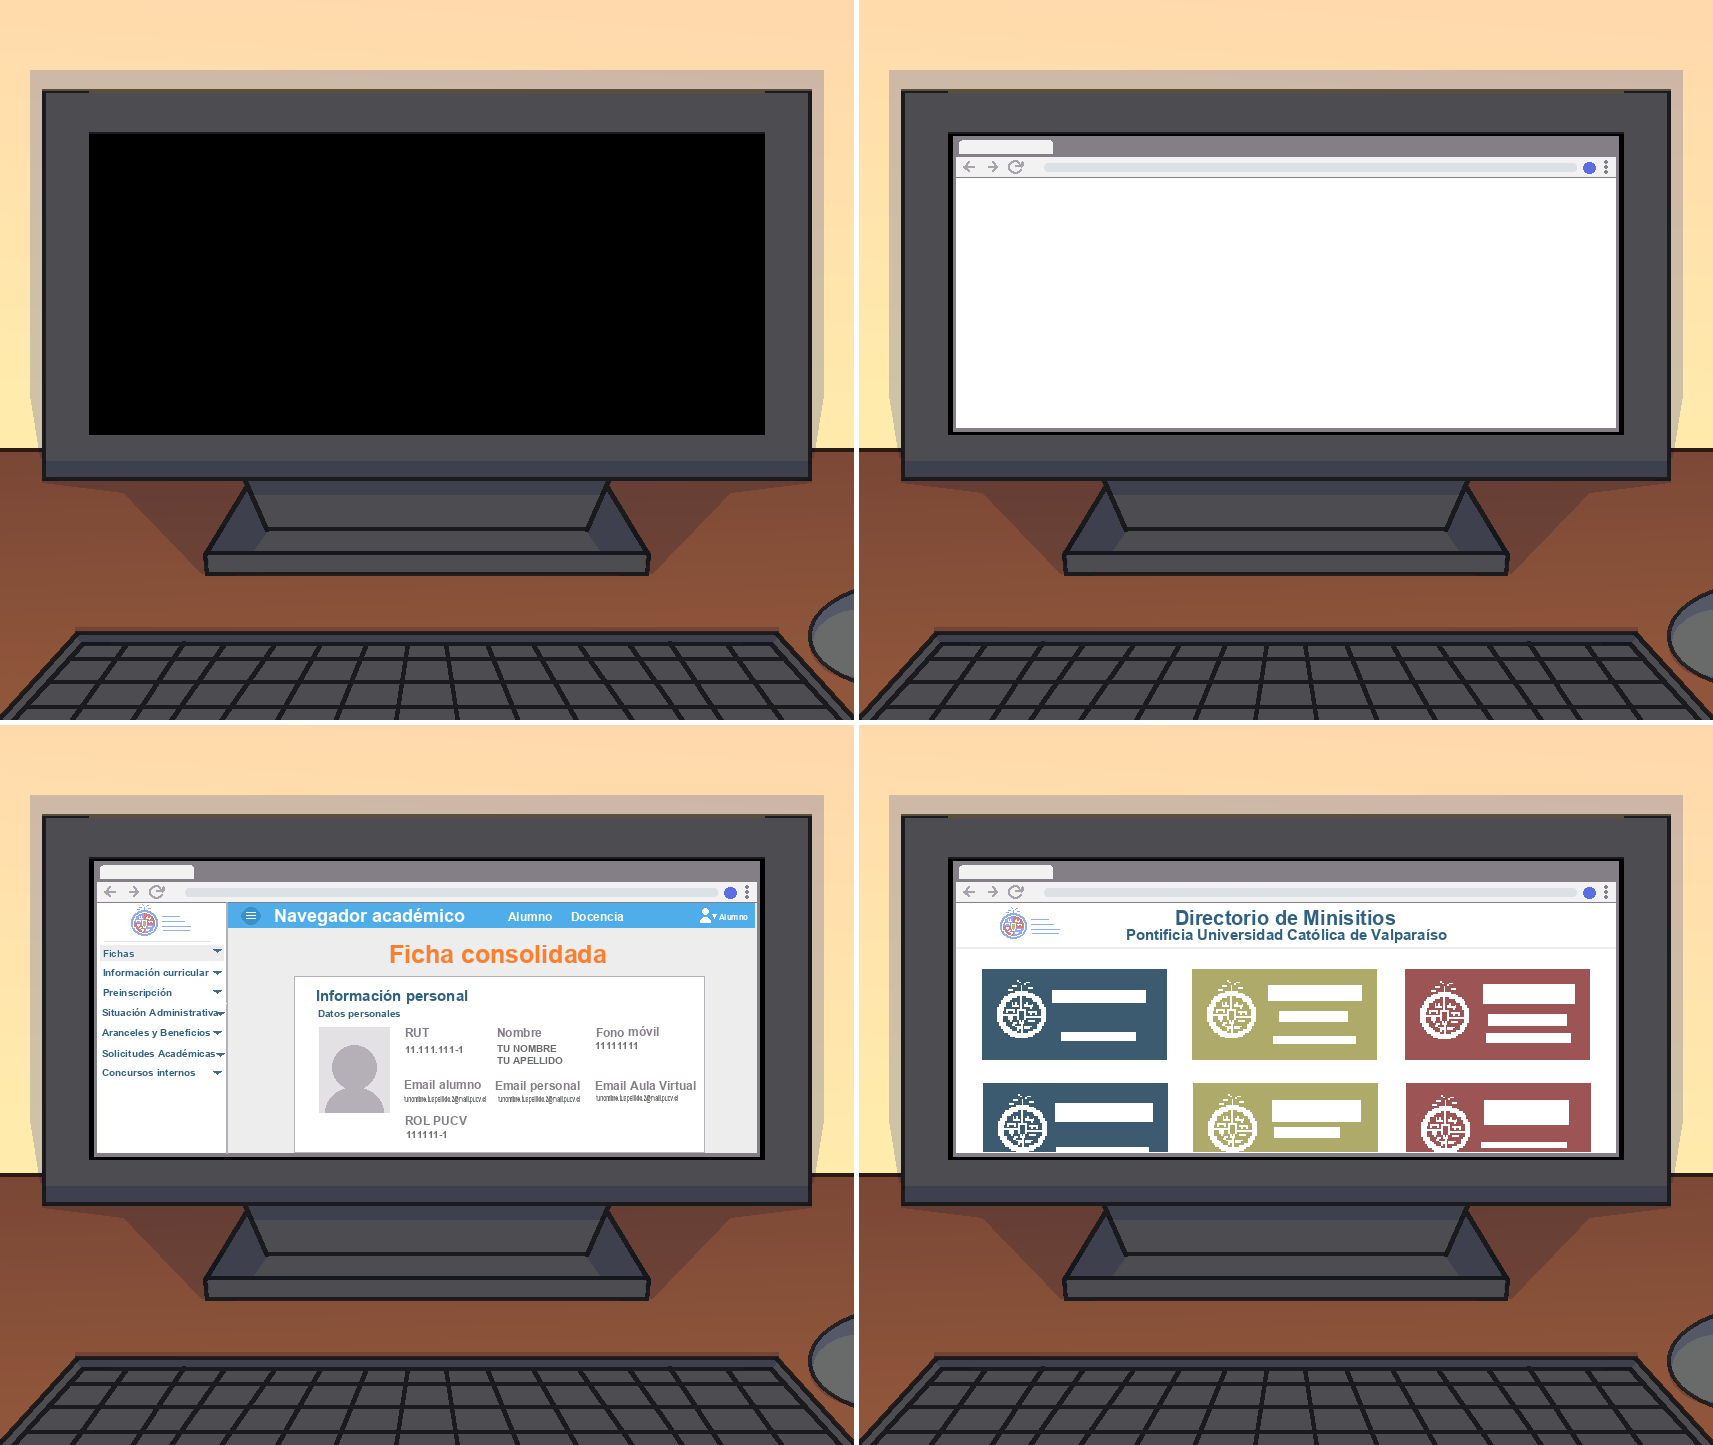 Navegador académico
Alumno
Docencia
Alumno
Fichas
Información curricular
Preinscripción
Situación Administrativa
Aranceles y Beneficios
Solicitudes Académicas
Concursos internos
Ficha consolidada
Información personal
Datos personales
RUT
11.111.111-1
Nombre
TU NOMBRE
TU APELLIDO
Fono móvil
11111111
Email alumno
Email personal
Email Aula Virtual
ROL PUCV
111111-1
Directorio de Minisitios
Pontificia Universidad Católica de Valparaíso